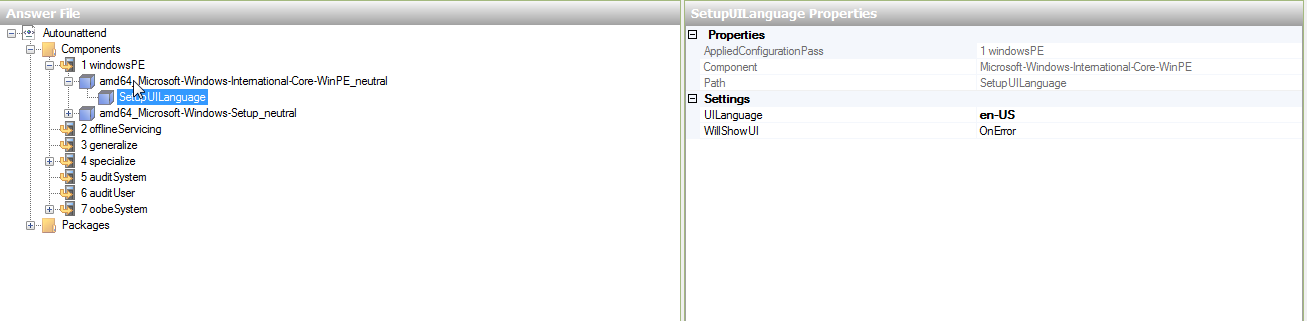 Answer File
Autounattend
Components
1 windowsPE
amd64_Microsoft-Windows-International-Core-WinPE_neutral
SetupUILanguage
amd64_Microsoft-Windows-Setup_neutral
2 offlineServicing
3 generalize
4 specialize
5 auditSystem
6 auditUser
7 oobeSystem
Packages
SetupUILanguage Properties
Properties
AppliedConfigurationPass 1 windowsPE
Component Microsoft-Windows-International-Core-WinPE
Path SetupUILanguage
Settings
UILanguage en-US
WillShowUI OnError